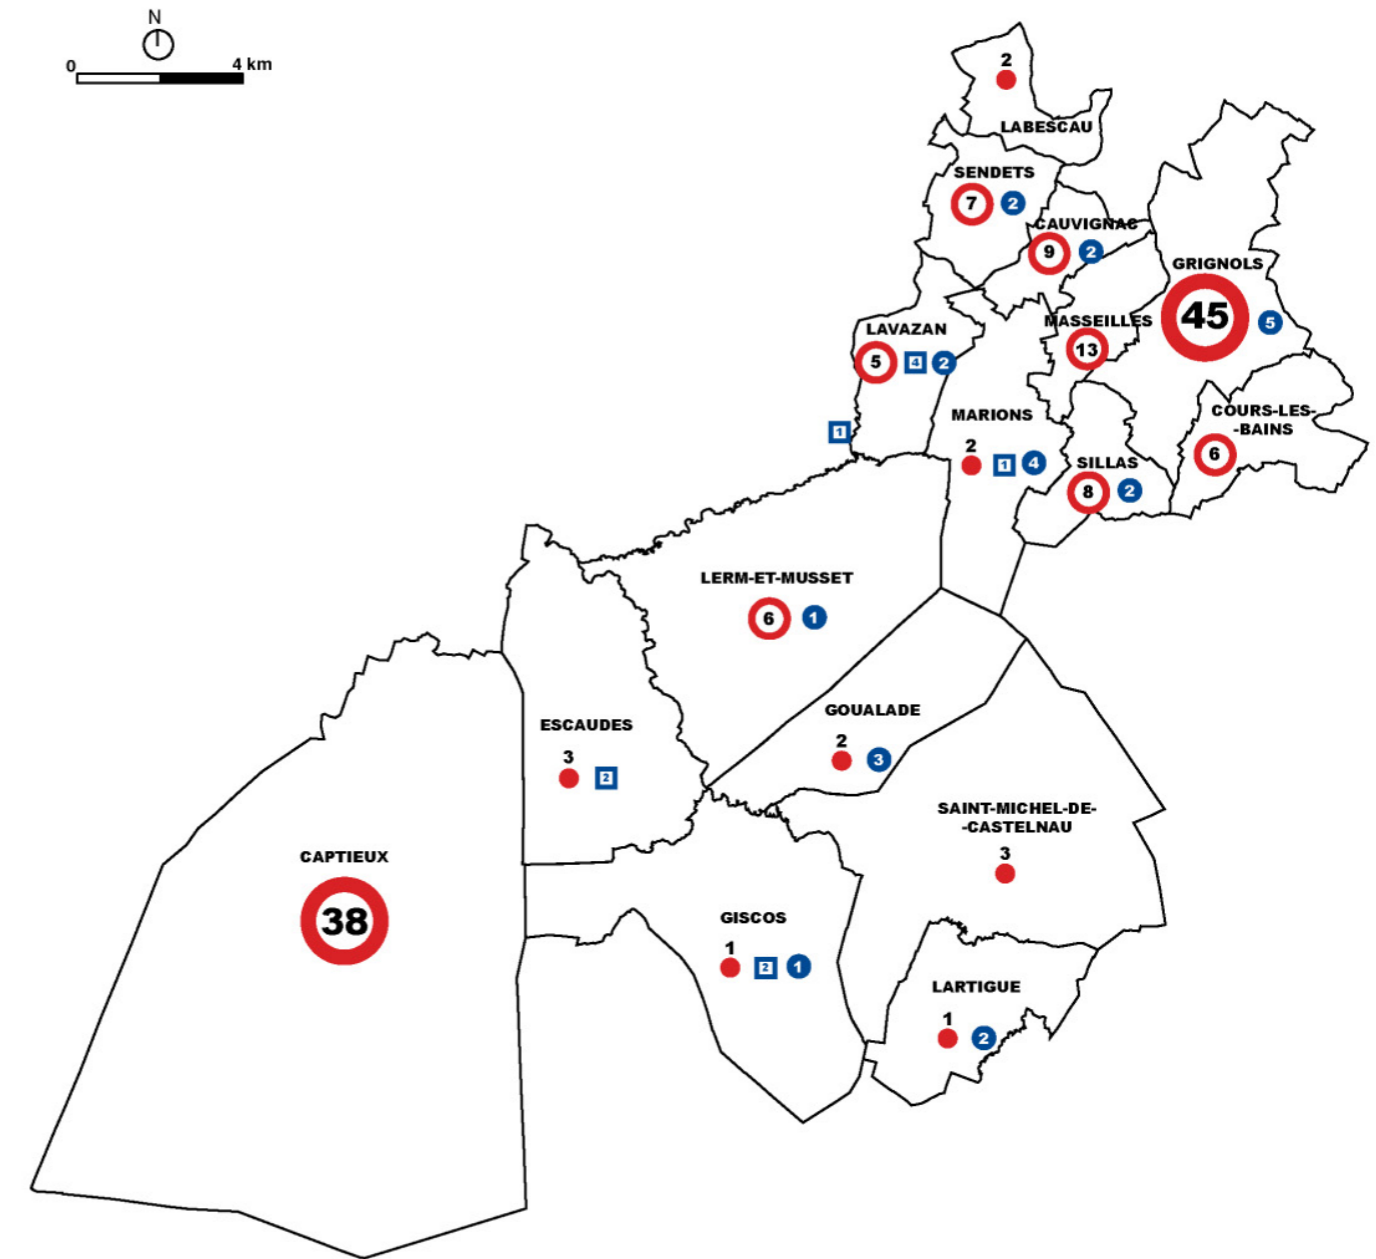 N
0 4 km
2
LABESCAU
SENDETS
7 2
CAUVIGNAC
9 2
GRIGNOLS
45 5
MASSEILLES
13
LAVAZAN
5 4 2
1
MARIONS
2
1 4
COURS-LES-
-BAINS
6
SILLAS
8 2
LERM-ET-MUSSET
6 1
GOUALADE
2
3
ESCAUDES
3
2
SAINT-MICHEL-DE-
-CASTELNAU
3
CAPTIEUX
38
GISCOS
1
2 1
LARTIGUE
1
2